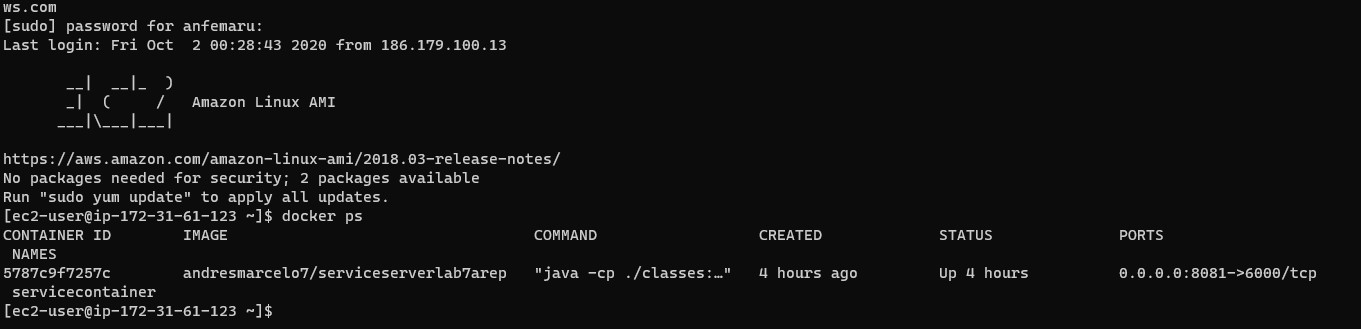 ws.com
[sudo] password for anfemaru:
Last login: Fri Oct  2 00:28:43 2020 from 186.179.100.13
       __|  __|_  )
       _|  (     /   Amazon Linux AMI
      ___|\___|___|
https://aws.amazon.com/amazon-linux-ami/2018.03-release-notes/
No packages needed for security; 2 packages available
Run "sudo yum update" to apply all updates.
[ec2-user@ip-172-31-61-123 ~]$ docker ps
CONTAINER ID        IMAGE                                  COMMAND                  CREATED             STATUS              PORTS
 NAMES
5787c9f7257c        andresmarcelo7/serviceserverlab7arep   "java -cp ./classes:…"   4 hours ago         Up 4 hours          0.0.0.0:8081->6000/tcp
 servicecontainer
[ec2-user@ip-172-31-61-123 ~]$